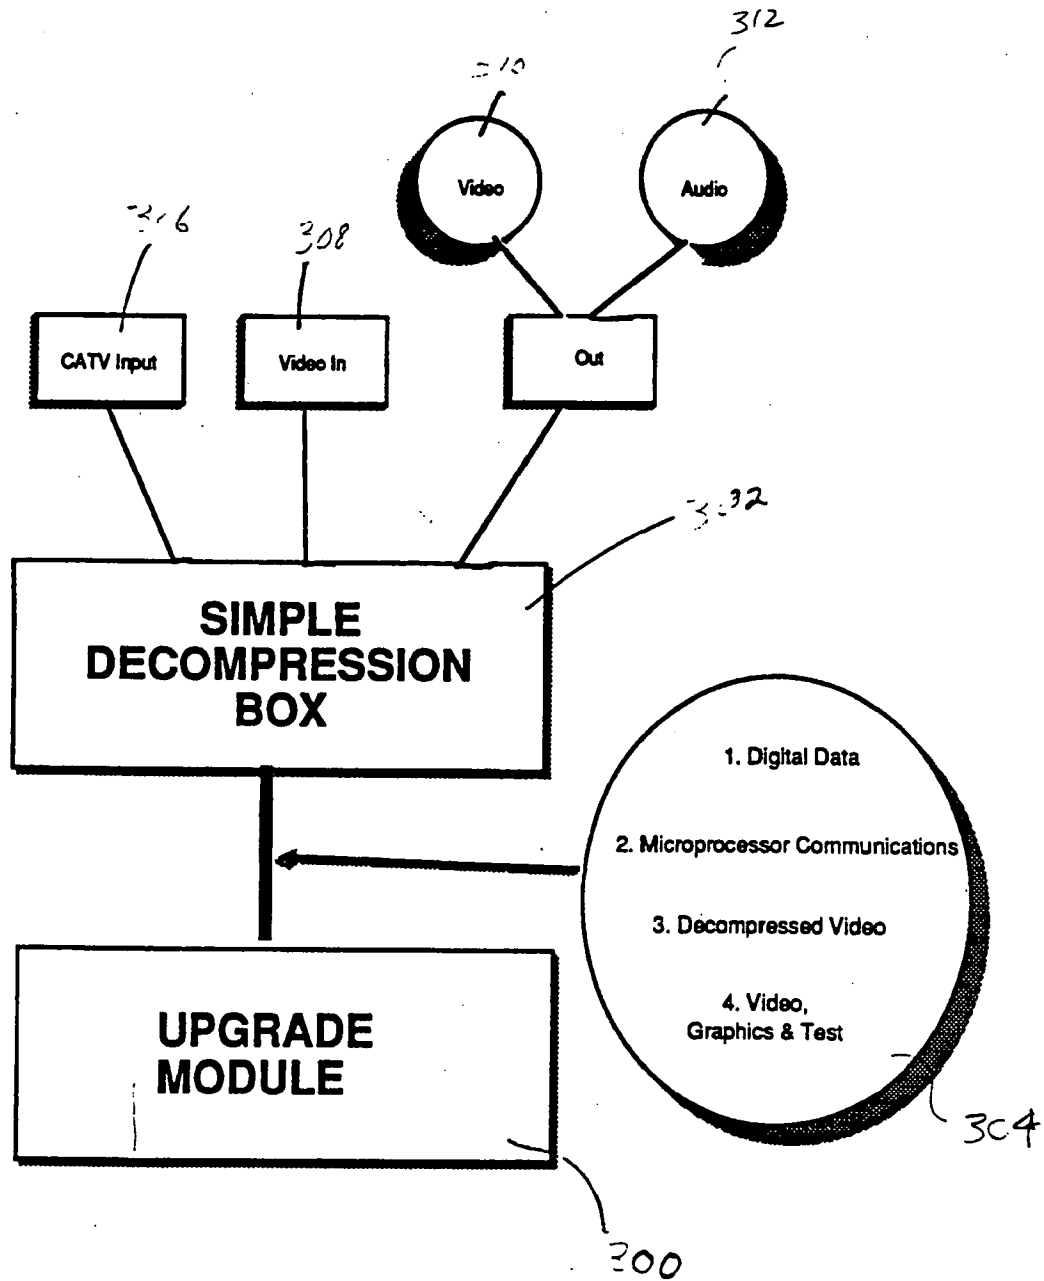 312
Video
Audio
308
CATV Input
Video In
Out
SIMPLE
DECOMPRESSION
BOX
1. Digital Data
2. Microprocessor Communications
3. Decompressed Video
4. Video,
Graphics & Test
UPGRADE
MODULE
304
300